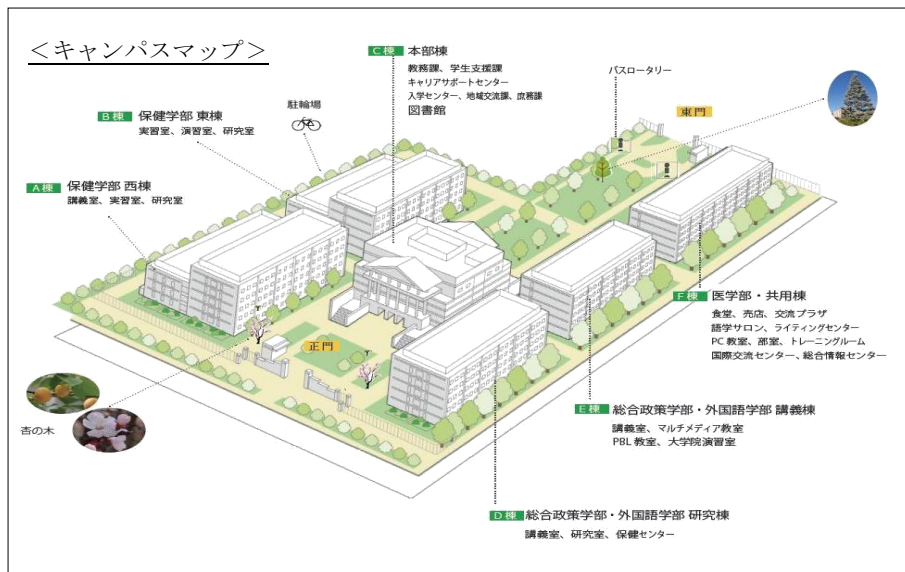 <キャンパスマップ>
C棟 本部棟
教務課、学生支援課
キャリアサポートセンター
入学センター、地域交流課、庶務課
図書館
バスロータリー
東門
駐輪場
B棟 保健学部 東棟
実習室、演習室、研究室
A棟 保健学部 西棟
講義室、実習室、研究室
正門
杏の木
F棟 医学部・共用棟
食堂、売店、交流プラザ
語学サロン、ライティングセンター
PC教室、部室、トレーニングルーム
国際交流センター、総合情報センター
E棟 総合政策学部・外国語学部 講義棟
講義室、マルチメディア教室
PBL教室、大学院演習室
D棟 総合政策学部・外国語学部 研究棟
講義室、研究室、保健センター